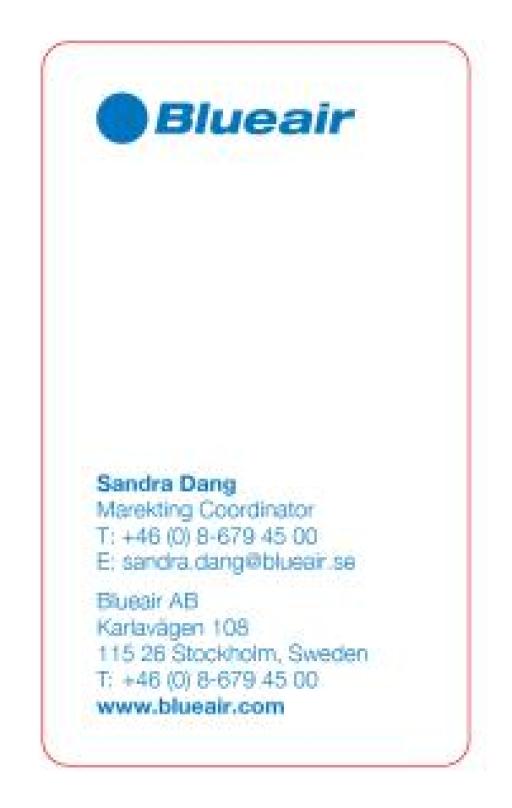 Blueair
Sandra Dang
Marekting Coordinator
T: +46 (0) 8-679 45 00
E: sandra.dang@blueair.se
Blueair AB
Karlavägen 108
115 26 Stockholm, Sweden
T: +46 (0) 8-679 45 00
www.blueair.com